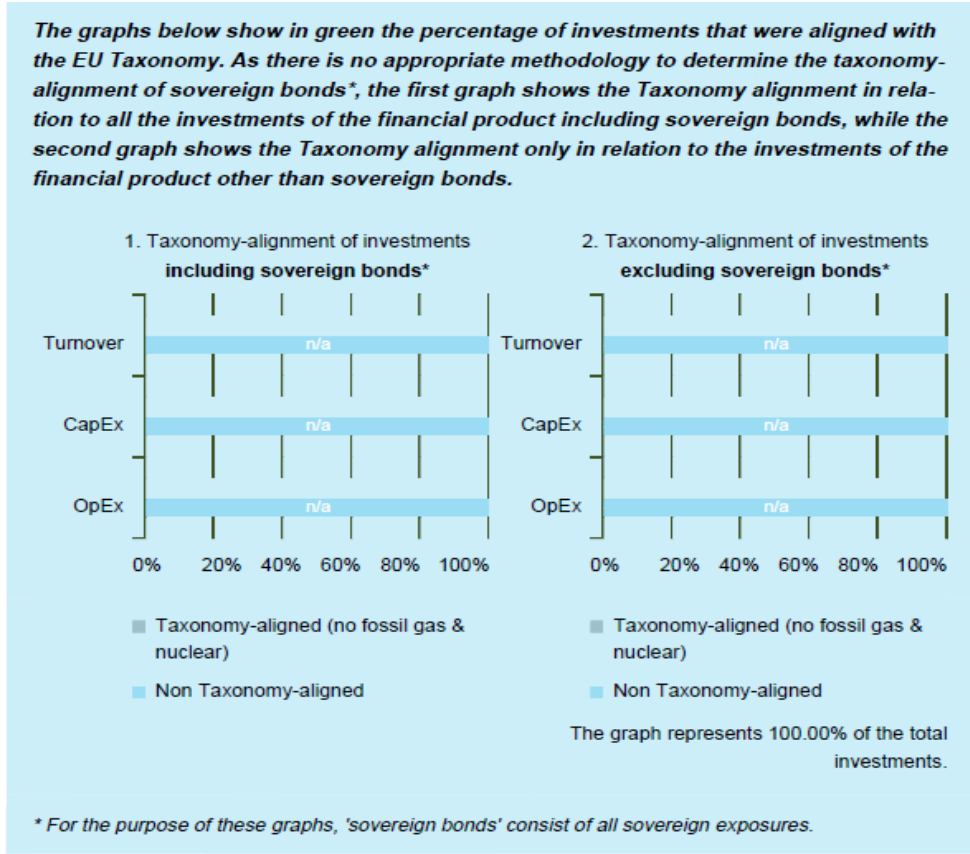 The graphs below show in green the percentage of investments that were aligned with
the EU Taxonomy. As there is no appropriate methodology to determine the taxonomy-
alignment of sovereign bonds*, the first graph shows the Taxonomy alignment in rela-
tion to all the investments of the financial product including sovereign bonds, while the
second graph shows the Taxonomy alignment only in relation to the investments of the
financial product other than sovereign bonds.
1. Taxonomy-alignment of investments
including sovereign bonds*
Turnover
n/a
CapEx
n/a
OpEx
n/a
0% 20% 40% 60% 80% 100%
Taxonomy-aligned (no fossil gas &
nuclear)
Non Taxonomy-aligned
2. Taxonomy-alignment of investments
excluding sovereign bonds*
Turnover
n/a
CapEx
n/a
OpEx
n/a
0% 20% 40% 60% 80% 100%
Taxonomy-aligned (no fossil gas &
nuclear)
Non Taxonomy-aligned
The graph represents 100.00% of the total
investments.
* For the purpose of these graphs, 'sovereign bonds' consist of all sovereign exposures.